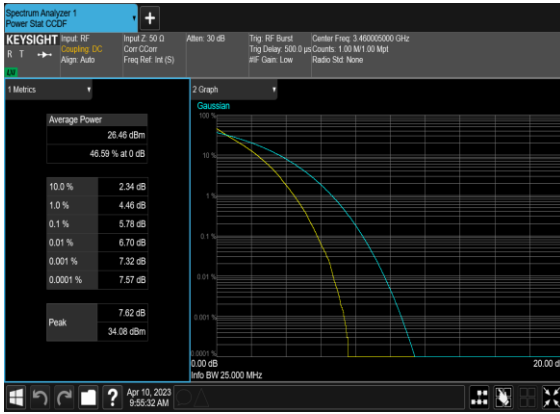 Spectrum Analyzer 1
Power Stat CCDF
KEYSIGHT
R T
LXI
Input: RF
Coupling: DC
Align: Auto
Input Z: 50 Ω
Corr CCorr
Freq Ref: Int (S)
Atten: 30 dB
Trig: RF Burst
Trig Delay: 500.0 µs
#IF Gain: Low
Center Freq: 3.460005000 GHz
Counts: 1.00 M/1.00 Mpt
Radio Std: None
1 Metrics
Average Power
26.46 dBm
46.59 % at 0 dB
10.0 % 2.34 dB
1.0 % 4.46 dB
0.1 % 5.78 dB
0.01 % 6.70 dB
0.001 % 7.32 dB
0.0001 % 7.57 dB
Peak
7.62 dB
34.08 dBm
2 Graph
Gaussian
100 %
10 %
1 %
0.1 %
0.01 %
0.001 %
0.0001 %
0.00 dB
20.00 d
Info BW 25.000 MHz
?
Apr 10, 2023
9:55:32 AM